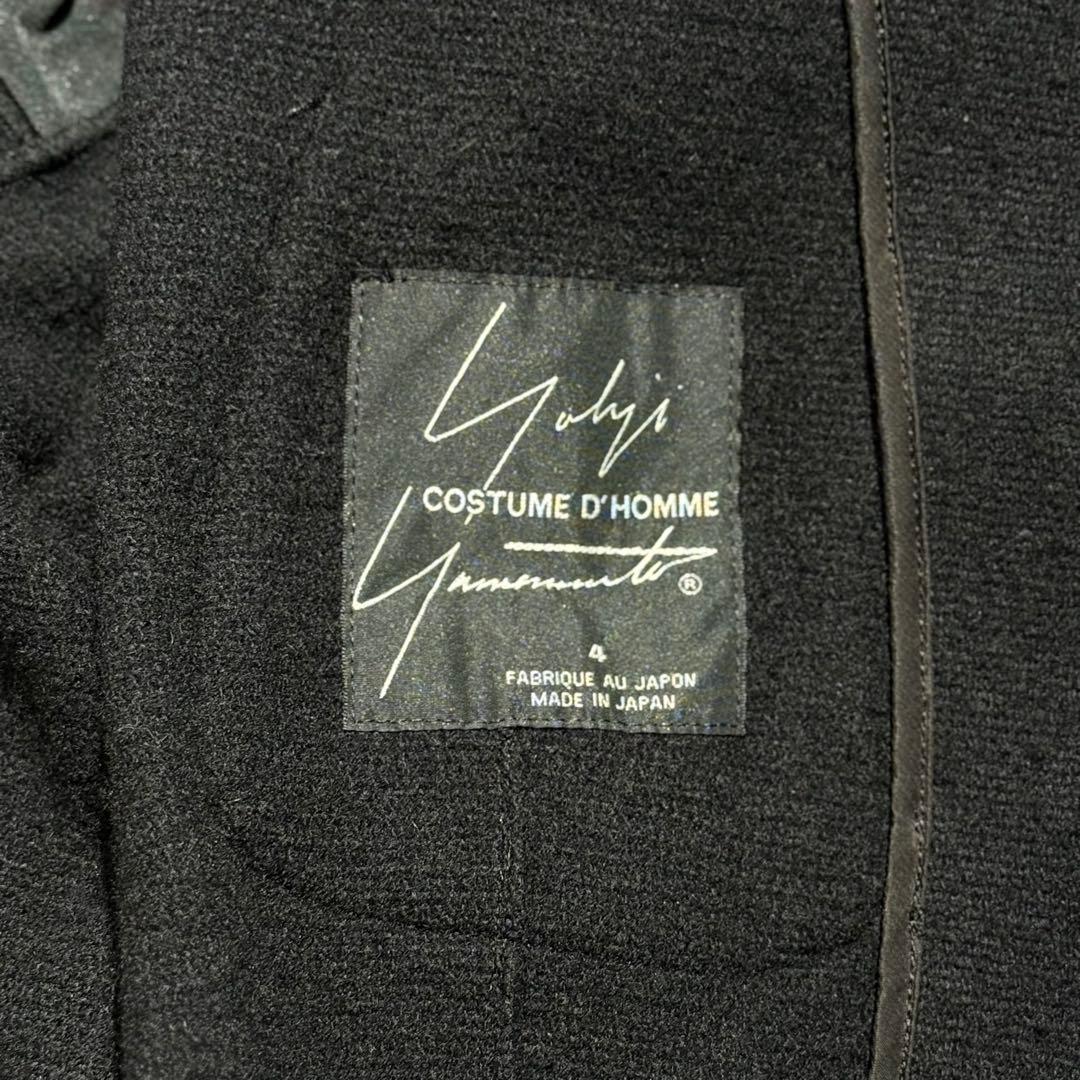 Yohji
COSTUME D'HOMME
Yamamoto ®
4
FABRIQUE AU JAPON
MADE IN JAPAN